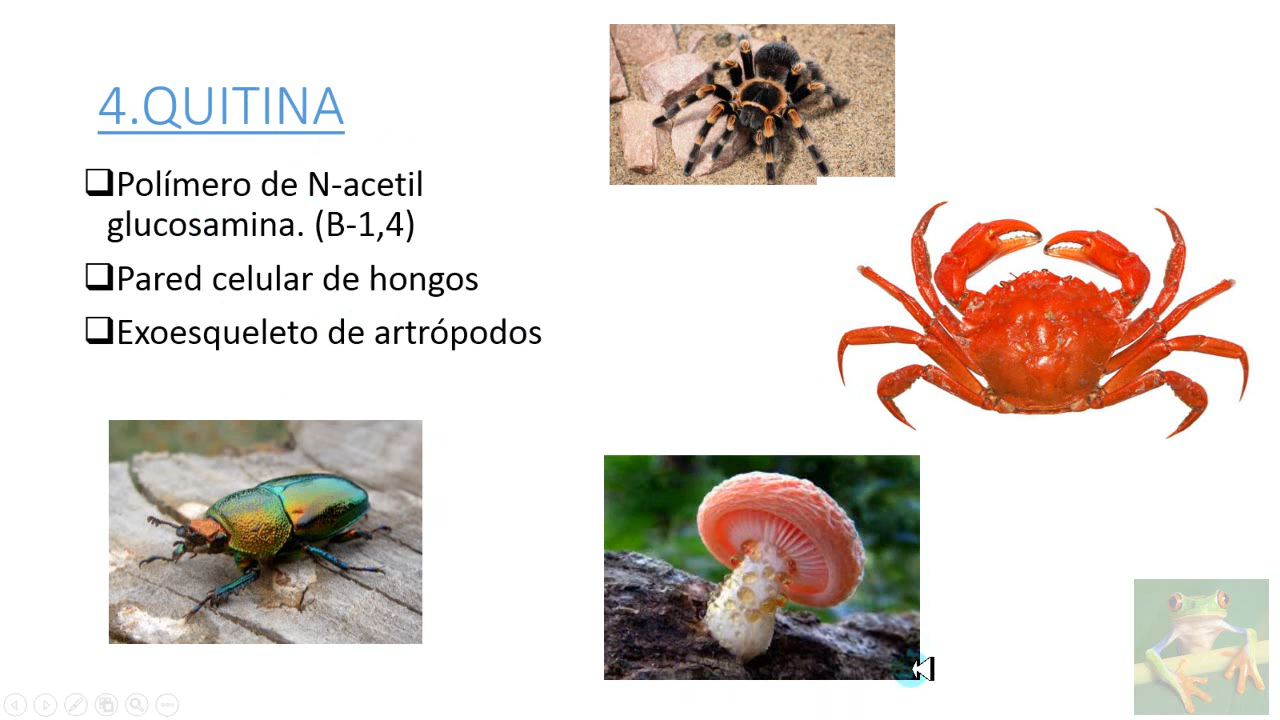 4.QUITINA
❑Polímero de N-acetil
glucosamina. (B-1,4)
❑Pared celular de hongos
❑Exoesqueleto de artrópodos